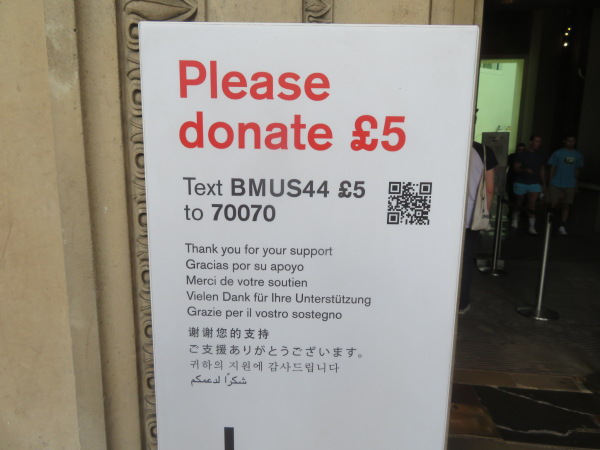 Please
donate £5
Text BMUS44 £5
to 70070
Thank you for your support
Gracias por su apoyo
Merci de votre soutien
Vielen Dank für Ihre Unterstützung
Grazie per il vostro sostegno
谢谢您的支持
ご支援ありがとうございます。
귀하의 지원에 감사드립니다
شكرًا لدعمكم